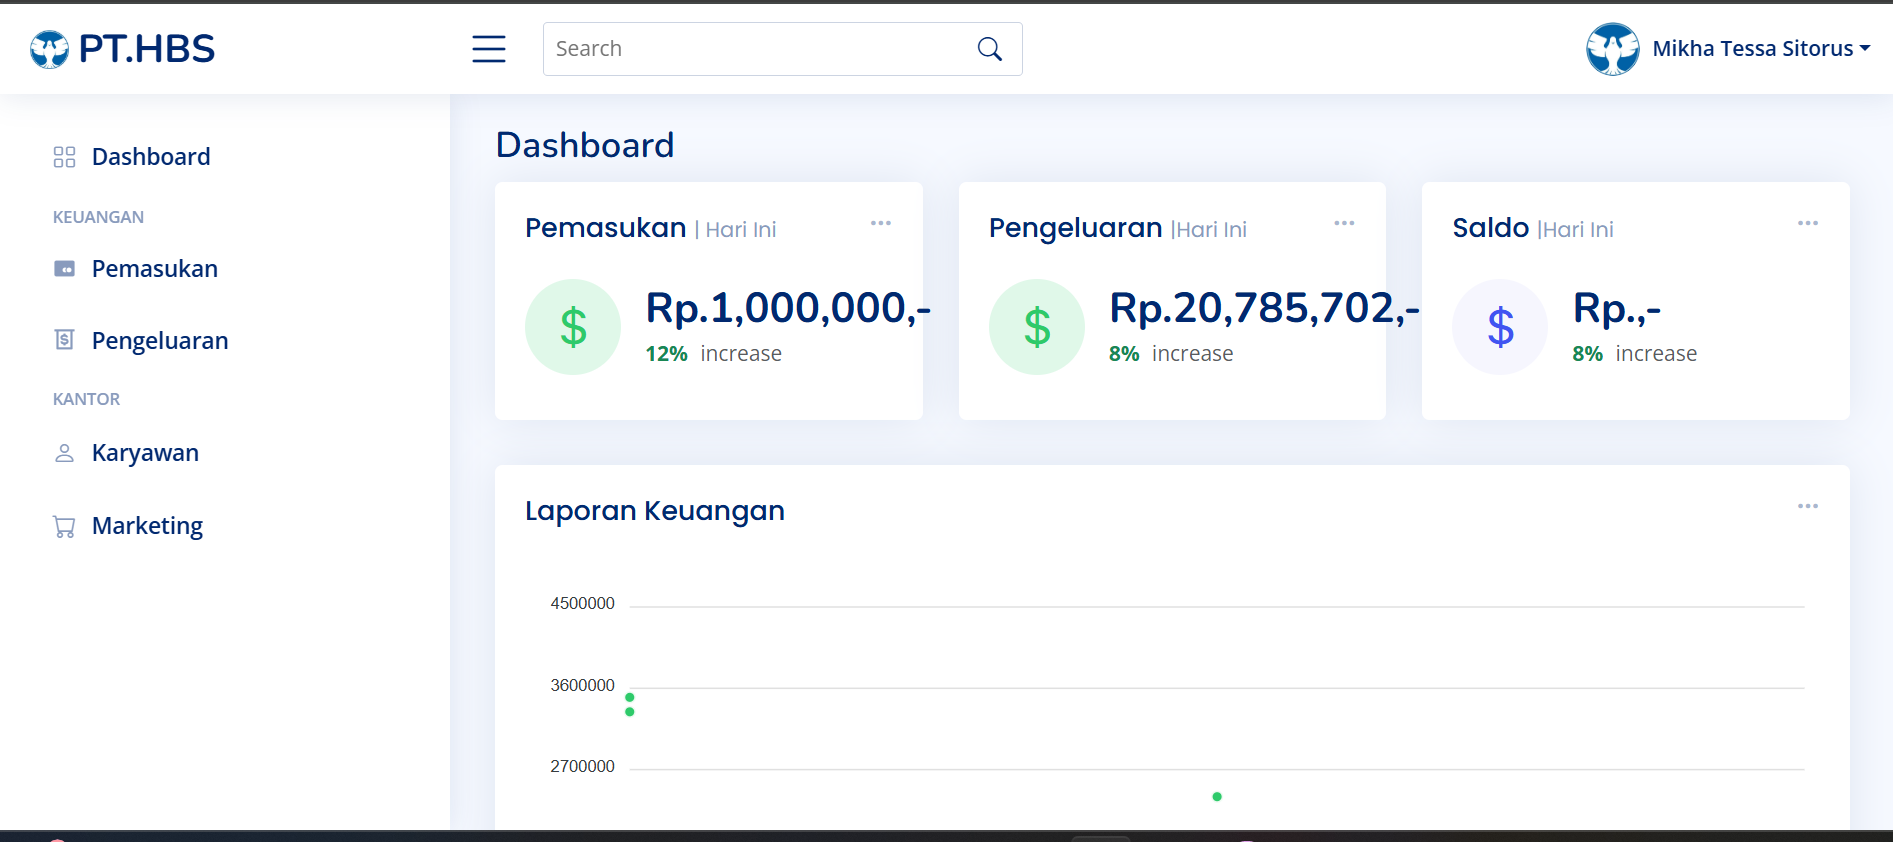 PT.HBS
Search
Mikha Tessa Sitorus
Dashboard
KEUANGAN
Pemasukan
Pengeluaran
KANTOR
Karyawan
Marketing
Dashboard
Pemasukan | Hari Ini
$
Rp.1,000,000,-
12% increase
Pengeluaran |Hari Ini
$
Rp.20,785,702,-
8% increase
Saldo |Hari Ini
$
Rp.,-
8% increase
Laporan Keuangan
4500000
3600000
2700000